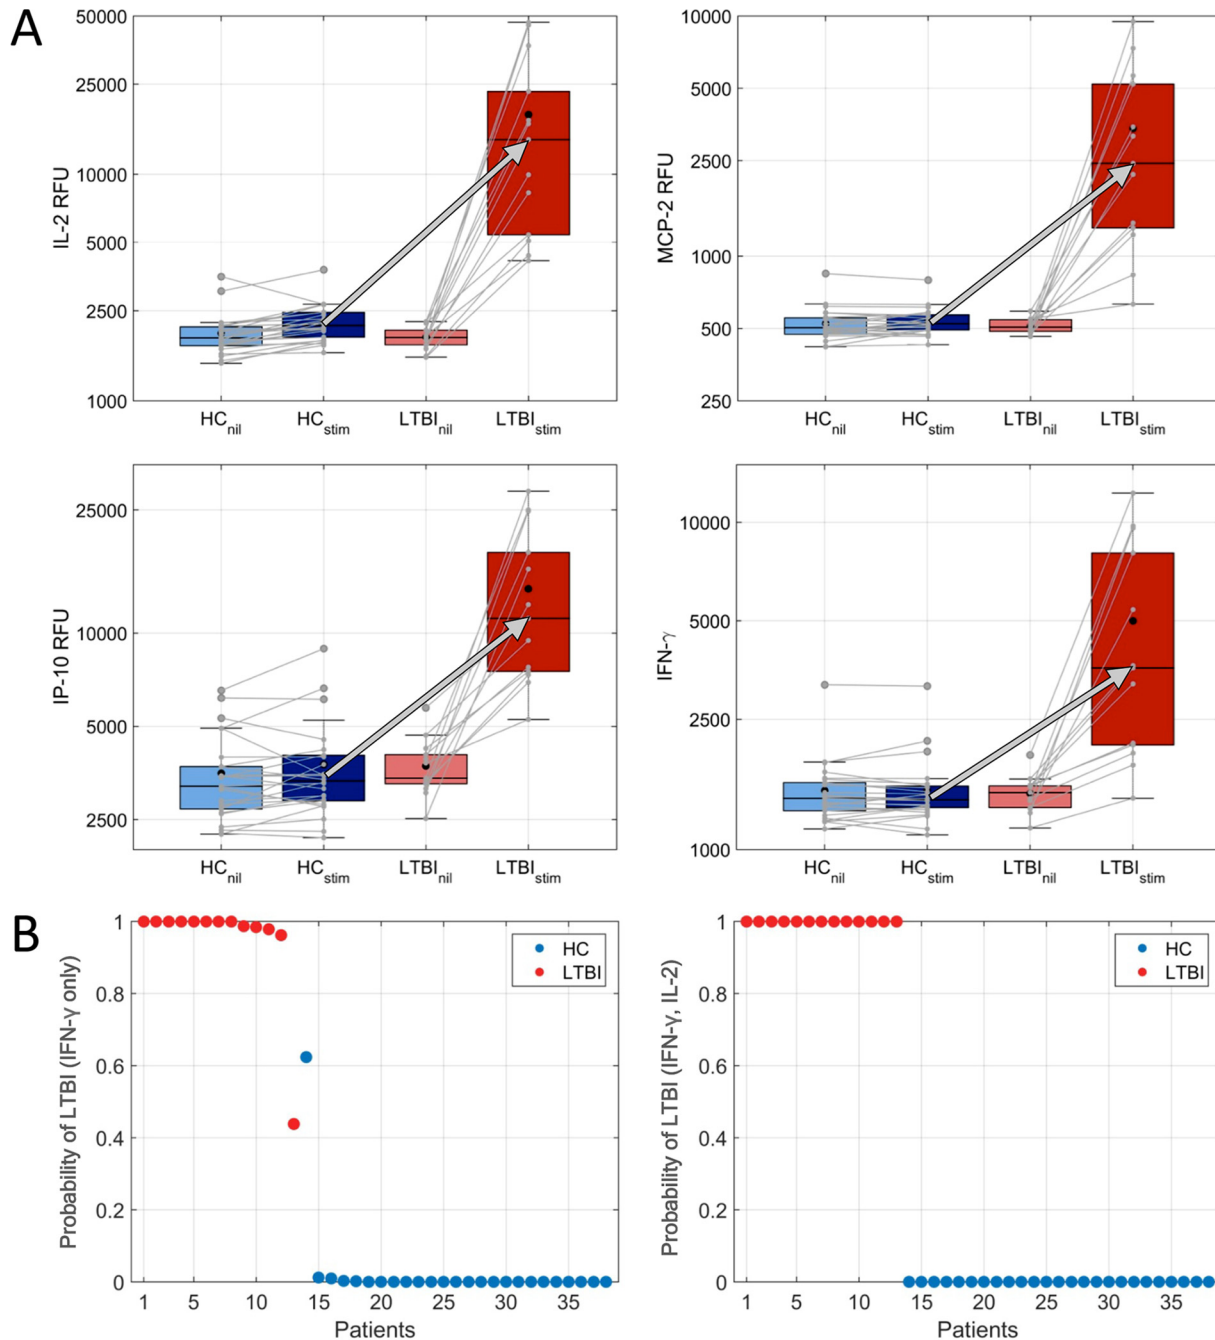 A
IL-2 RFU
50000
25000
10000
5000
2500
1000
HCnil
HCstim
LTBInil
LTBIstim
MCP-2 RFU
10000
5000
2500
1000
500
250
HCnil
HCstim
LTBInil
LTBIstim
IP-10 RFU
25000
10000
5000
2500
HCnil
HCstim
LTBInil
LTBIstim
IFN-γ
10000
5000
2500
1000
HCnil
HCstim
LTBInil
LTBIstim
B
Probability of LTBI (IFN-γ only)
1
0.8
0.6
0.4
0.2
0
HC
LTBI
1 5 10 15 20 25 30 35
Patients
Probability of LTBI (IFN-γ, IL-2)
1
0.8
0.6
0.4
0.2
0
HC
LTBI
1 5 10 15 20 25 30 35
Patients